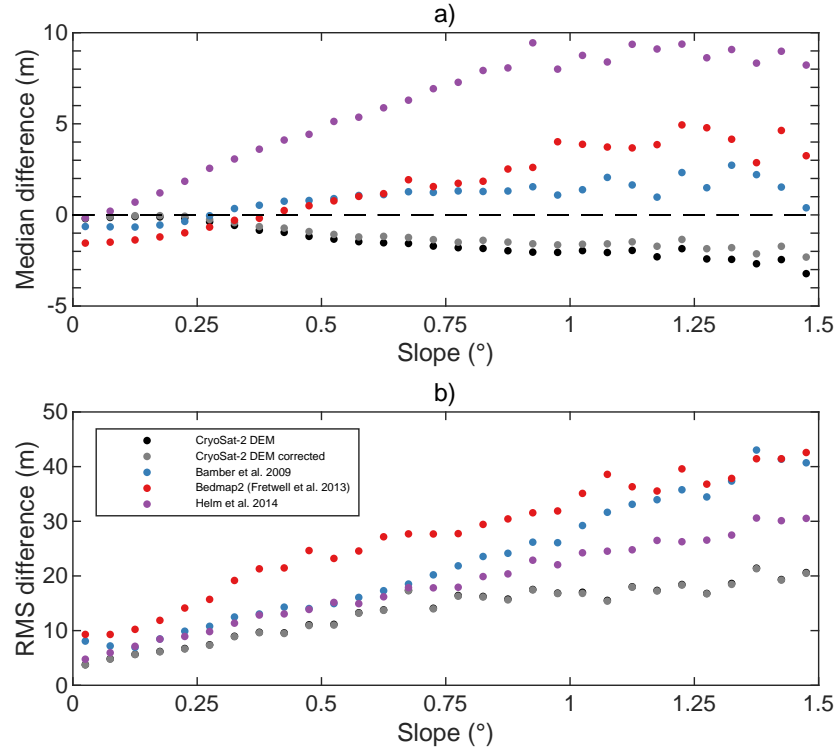 a)
Median difference (m)
10
5
0
-5
0
0.25
0.5
0.75
1
1.25
1.5
Slope (°)
b)
RMS difference (m)
50
40
30
20
10
0
CryoSat-2 DEM
CryoSat-2 DEM corrected
Bamber et al. 2009
Bedmap2 (Fretwell et al. 2013)
Helm et al. 2014
0
0.25
0.5
0.75
1
1.25
1.5
Slope (°)